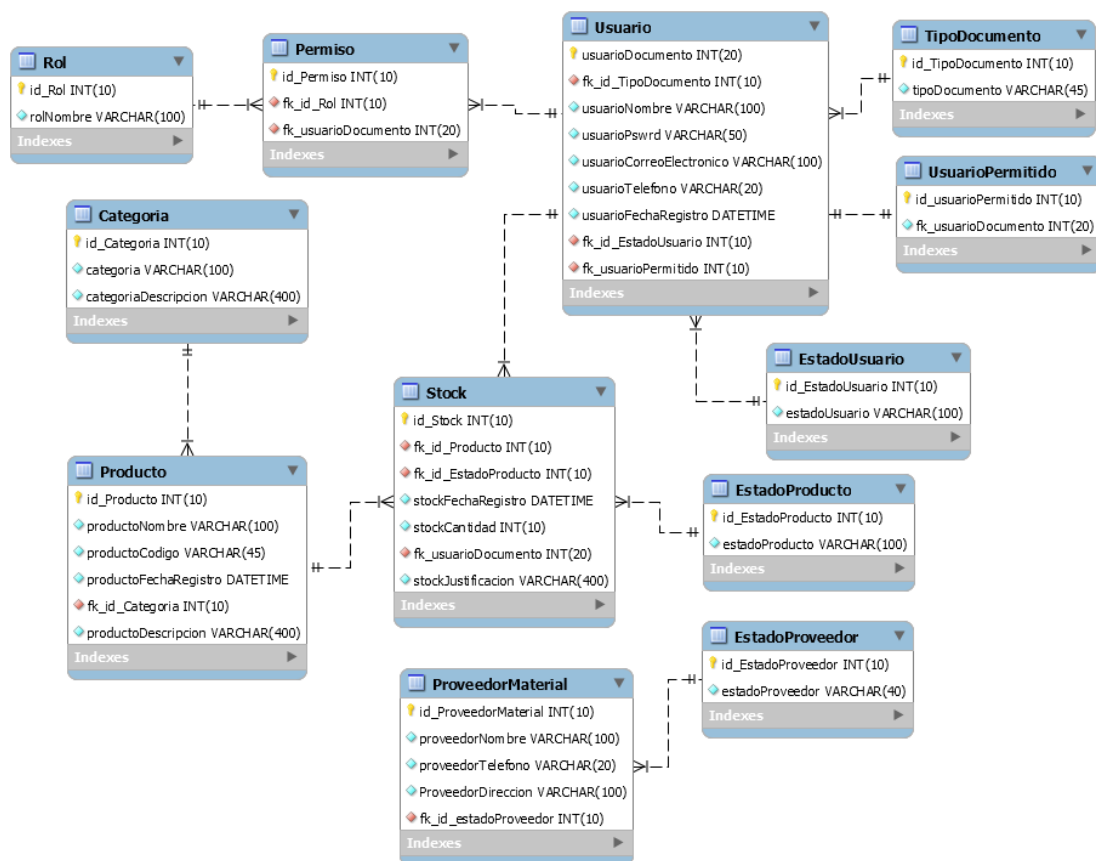 Rol
id_Rol INT(10)
rolNombre VARCHAR(100)
Indexes
Permiso
id_Permiso INT(10)
fk_id_Rol INT(10)
fk_usuarioDocumento INT(20)
Indexes
Usuario
usuarioDocumento INT(20)
fk_id_TipoDocumento INT(10)
usuarioNombre VARCHAR(100)
usuarioPswrd VARCHAR(50)
usuarioCorreoElectronico VARCHAR(100)
usuarioTelefono VARCHAR(20)
usuarioFechaRegistro DATETIME
fk_id_EstadoUsuario INT(10)
fk_usuarioPermitido INT(10)
Indexes
TipoDocumento
id_TipoDocumento INT(10)
tipoDocumento VARCHAR(45)
Indexes
UsuarioPermitido
id_usuarioPermitido INT(10)
fk_usuarioDocumento INT(20)
Indexes
Categoria
id_Categoria INT(10)
categoria VARCHAR(100)
categoriaDescripcion VARCHAR(400)
Indexes
EstadoUsuario
id_EstadoUsuario INT(10)
estadoUsuario VARCHAR(100)
Indexes
Stock
id_Stock INT(10)
fk_id_Producto INT(10)
fk_id_EstadoProducto INT(10)
stockFechaRegistro DATETIME
stockCantidad INT(10)
fk_usuarioDocumento INT(20)
stockJustificacion VARCHAR(400)
Indexes
Producto
id_Producto INT(10)
productoNombre VARCHAR(100)
productoCodigo VARCHAR(45)
productoFechaRegistro DATETIME
fk_id_Categoria INT(10)
productoDescripcion VARCHAR(400)
Indexes
EstadoProducto
id_EstadoProducto INT(10)
estadoProducto VARCHAR(100)
Indexes
EstadoProveedor
id_EstadoProveedor INT(10)
estadoProveedor VARCHAR(40)
Indexes
ProveedorMaterial
id_ProveedorMaterial INT(10)
proveedorNombre VARCHAR(100)
proveedorTelefono VARCHAR(20)
ProveedorDireccion VARCHAR(100)
fk_id_estadoProveedor INT(10)
Indexes